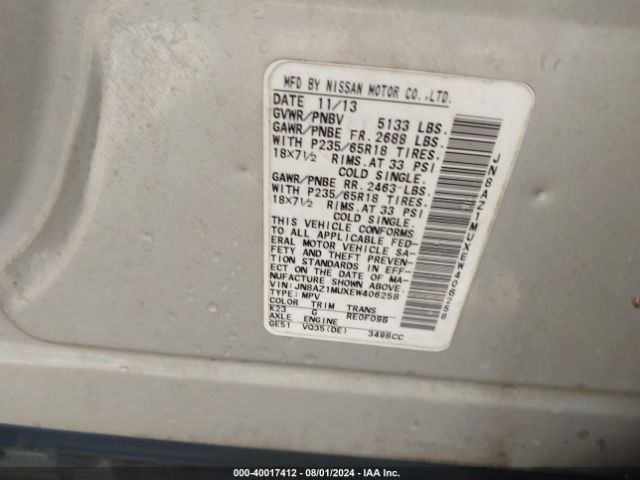 MFD BY NISSAN MOTOR CO.,LTD.
DATE 11/13
GVWR/PNBV 5133 LBS.
GAWR/PNBE FR. 2688 LBS.
WITH P235/65R18 TIRES,
18X7½ RIMS.AT 33 PSI
COLD SINGLE.
GAWR/PNBE RR. 2463 LBS.
WITH P235/65R18 TIRES,
18X7½ RIMS.AT 33 PSI
COLD SINGLE.
THIS VEHICLE CONFORMS
TO ALL APPLICABLE FED-
ERAL MOTOR VEHICLE SA-
FETY AND THEFT PREVEN-
TION STANDARDS IN EFF-
ECT ON THE DATE OF MA-
NUFACTURE SHOWN ABOVE.
VIN:JN8AZ1MUXEW406258
TYPE:MPV
COLOR TRIM TRANS
K23 G RE0F09B
AXLE ENGINE
GE51 VQ35(DE) 3498CC
JN8AZ1MUXEW406258
000-40017412 - 08/01/2024 - IAA Inc.